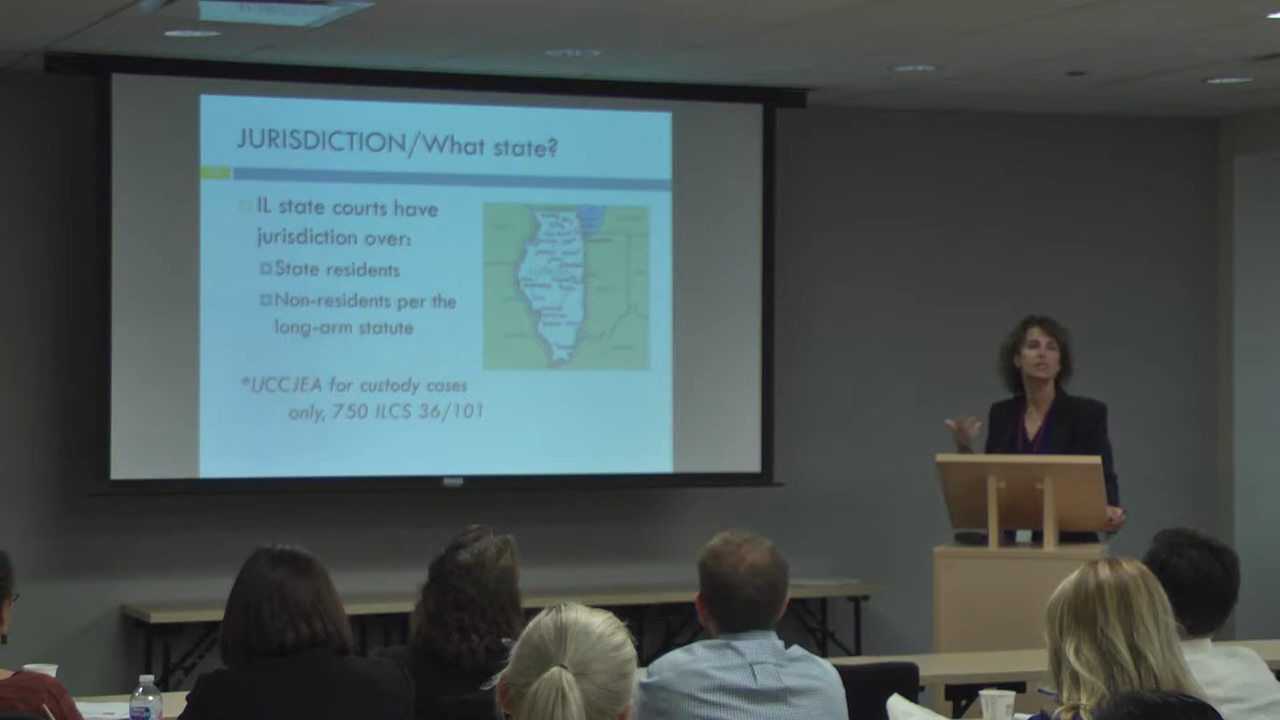 JURISDICTION/What state?
IL state courts have
jurisdiction over:
State residents
Non-residents per the
long-arm statute
*UCCJEA for custody cases
only, 750 ILCS 36/101